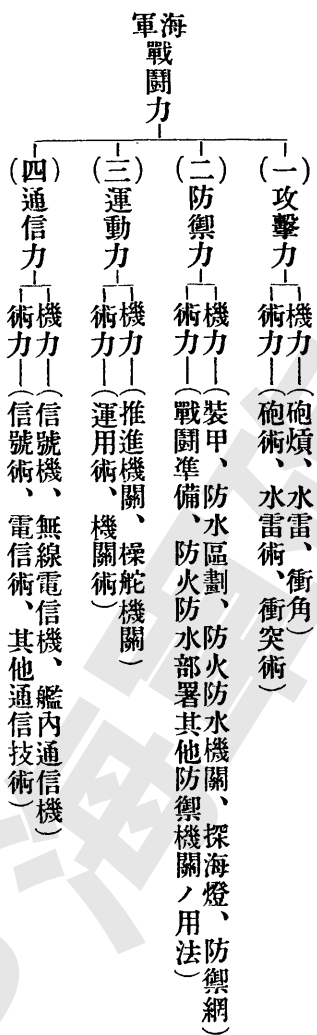 海軍戰鬪力
(一)攻擊力
機力(砲熕、水雷、衝角)
術力(砲術、水雷術、衝突術)
(二)防禦力
機力(裝甲、防水區劃、防火防水機關、探海燈、防禦網)
術力(戰鬪準備、防火防水部署其他防禦機關ノ用法)
(三)運動力
機力(推進機關、操舵機關)
術力(運用術、機關術)
(四)通信力
機力(信號機、無線電信機、艦內通信機)
術力(信號術、電信術、其他通信技術)